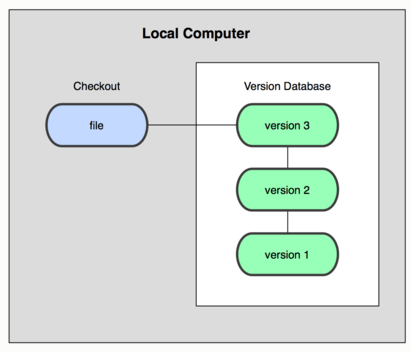 Local Computer
Checkout
Version Database
file
version 3
version 2
version 1